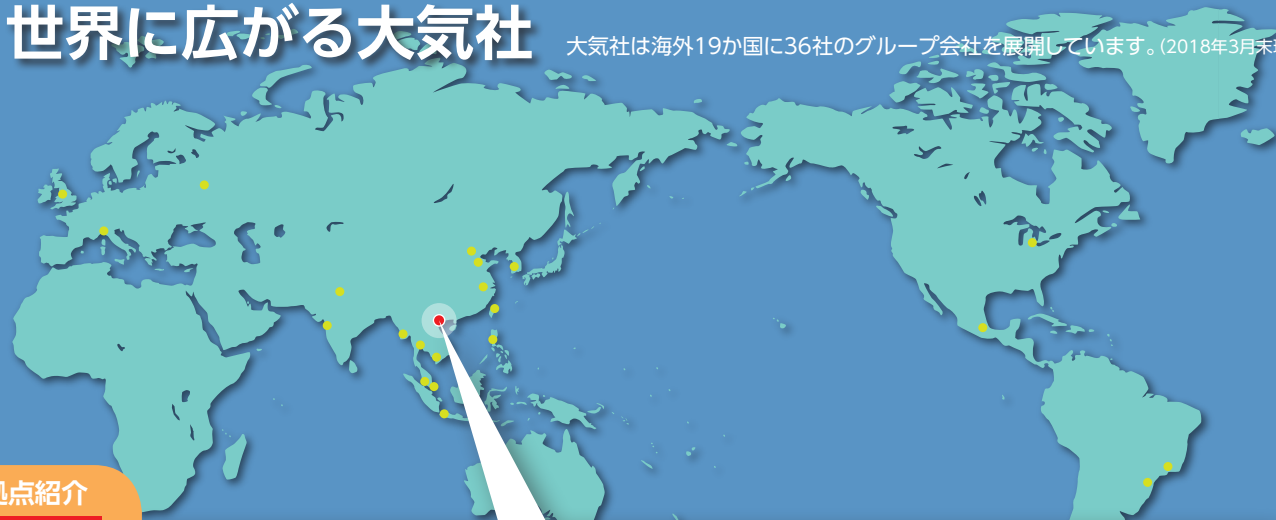 世界に広がる大気社
大気社は海外19か国に36社のグループ会社を展開しています。(2018年3月末
点紹介